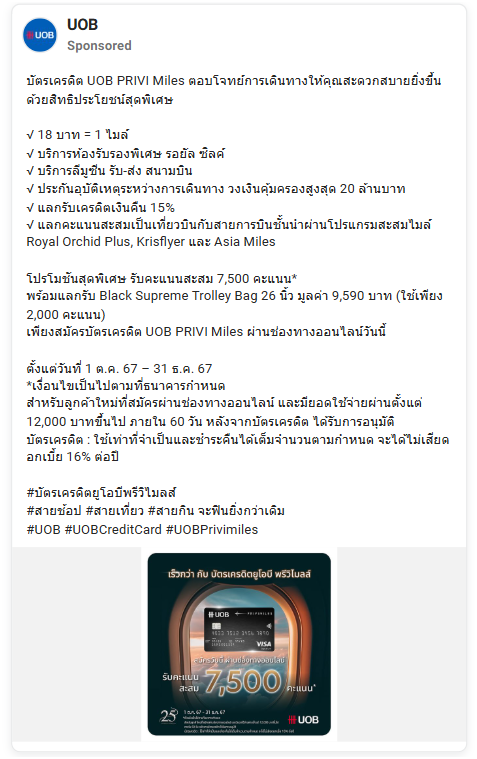 UOB
UOB
Sponsored
บัตรเครดิต UOB PRIVI Miles ตอบโจทย์การเดินทางให้คุณสะดวกสบายยิ่งขึ้น
ด้วยสิทธิประโยชน์สุดพิเศษ
√ 18 บาท = 1 ไมล์
√ บริการห้องรับรองพิเศษ รอยัล ซิลค์
√ บริการลีมูซีน รับ-ส่ง สนามบิน
√ ประกันอุบัติเหตุระหว่างการเดินทาง วงเงินคุ้มครองสูงสุด 20 ล้านบาท
√ แลกรับเครดิตเงินคืน 15%
√ แลกคะแนนสะสมเป็นเที่ยวบินกับสายการบินชั้นนำผ่านโปรแกรมสะสมไมล์
Royal Orchid Plus, Krisflyer และ Asia Miles
โปรโมชันสุดพิเศษ รับคะแนนสะสม 7,500 คะแนน*
พร้อมแลกรับ Black Supreme Trolley Bag 26 นิ้ว มูลค่า 9,590 บาท (ใช้เพียง
2,000 คะแนน)
เพียงสมัครบัตรเครดิต UOB PRIVI Miles ผ่านช่องทางออนไลน์วันนี้
ตั้งแต่วันที่ 1 ต.ค. 67 – 31 ธ.ค. 67
*เงื่อนไขเป็นไปตามที่ธนาคารกำหนด
สำหรับลูกค้าใหม่ที่สมัครผ่านช่องทางออนไลน์ และมียอดใช้จ่ายผ่านตั้งแต่
12,000 บาทขึ้นไป ภายใน 60 วัน หลังจากบัตรเครดิต ได้รับการอนุมัติ
บัตรเครดิต : ใช้เท่าที่จำเป็นและชำระคืนได้เต็มจำนวนตามกำหนด จะได้ไม่เสียด
อกเบี้ย 16% ต่อปี
#บัตรเครดิตยูโอบีพรีวิไมลส์
#สายช้อป #สายเที่ยว #สายกิน จะฟินยิ่งกว่าเดิม
#UOB #UOBCreditCard #UOBPrivimiles
เร็วกว่า กับ บัตรเครดิตยูโอบี พรีวิไมลส์
UOB
PRIVIMILES
VISA
สมัครวันนี้ ผ่านช่องทางออนไลน์
รับคะแนน
สะสม 7,500 คะแนน*
25
1 ต.ค. 67 - 31 ธ.ค. 67
UOB